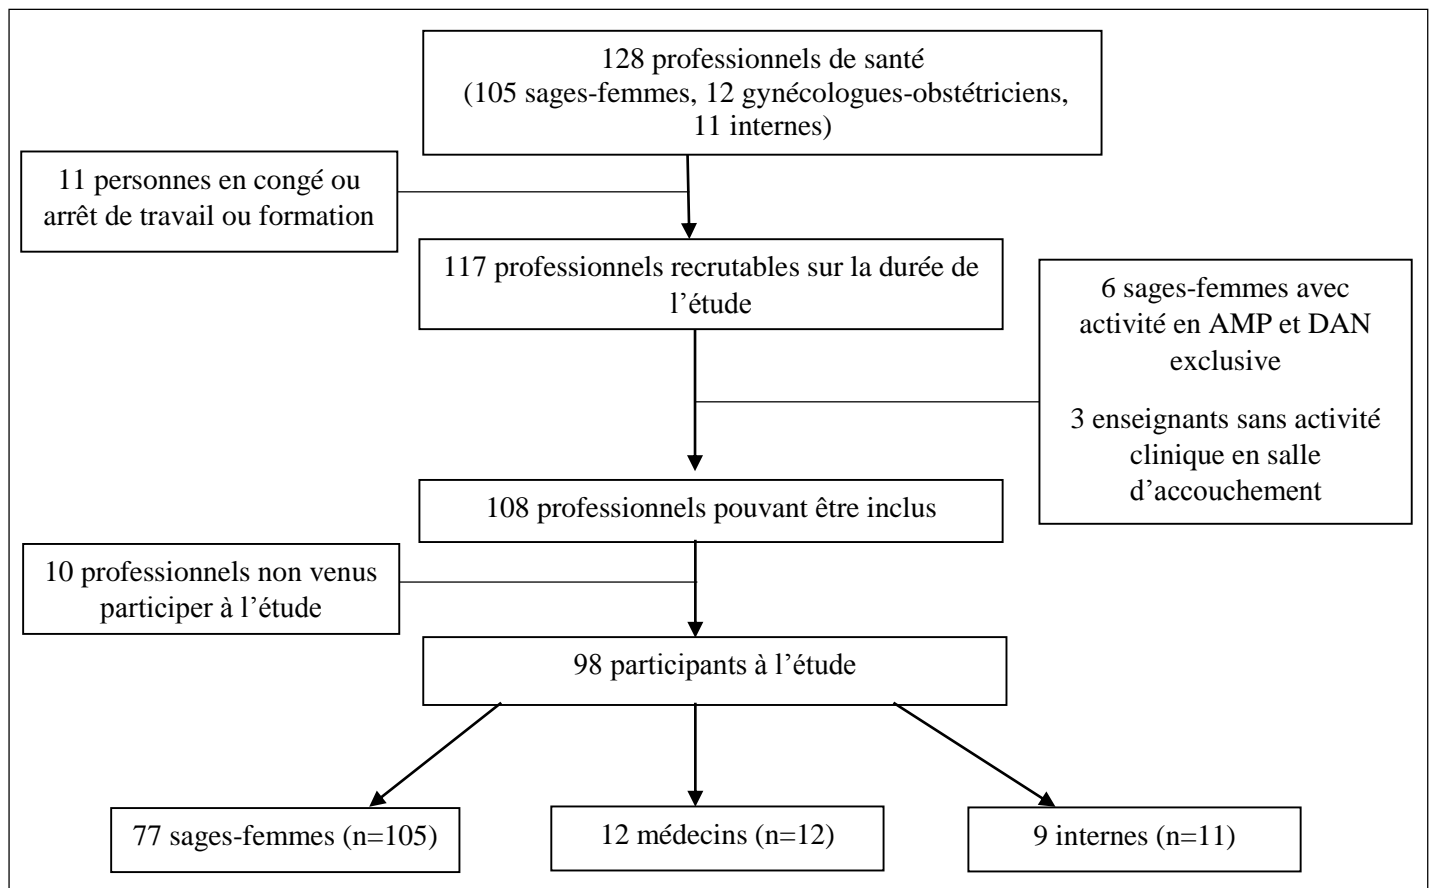 128 professionnels de santé
(105 sages-femmes, 12 gynécologues-obstétriciens,
11 internes)
11 personnes en congé ou
arrêt de travail ou formation
117 professionnels recrutables sur la durée de
l’étude
6 sages-femmes avec
activité en AMP et DAN
exclusive
3 enseignants sans activité
clinique en salle
d’accouchement
108 professionnels pouvant être inclus
10 professionnels non venus
participer à l’étude
98 participants à l’étude
77 sages-femmes (n=105)
12 médecins (n=12)
9 internes (n=11)